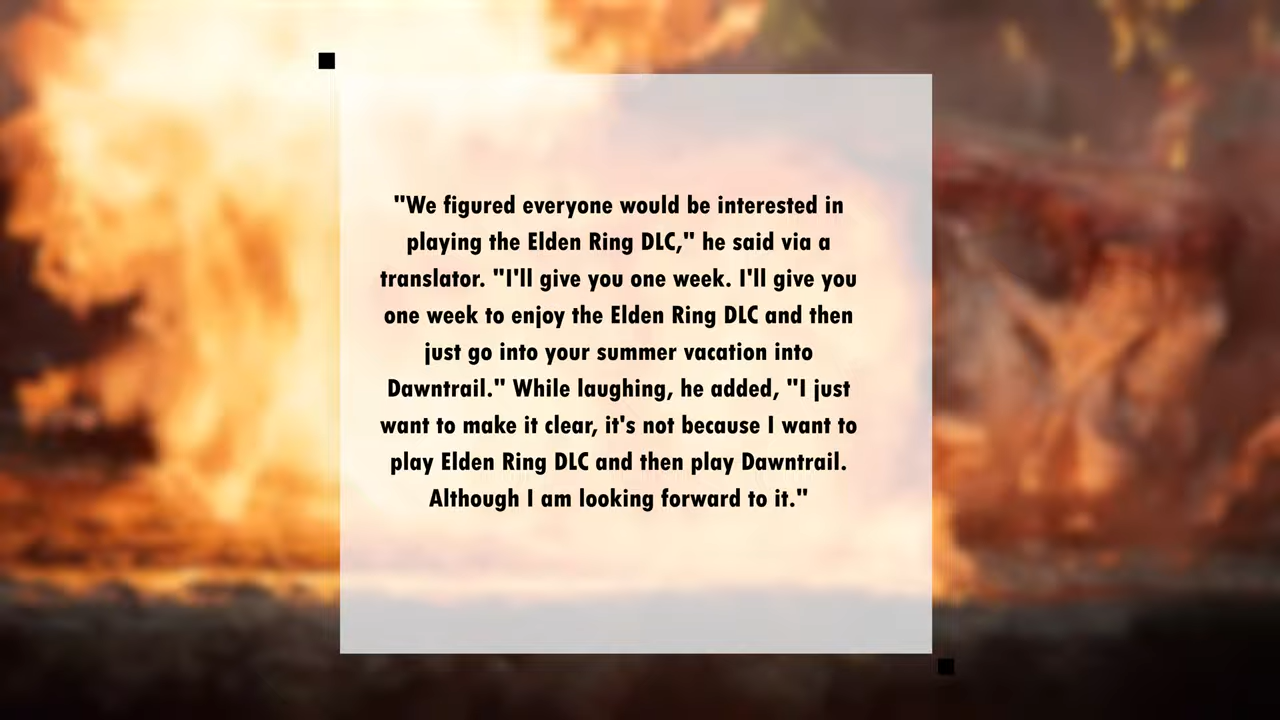 "We figured everyone would be interested in
playing the Elden Ring DLC," he said via a
translator. "I'll give you one week. I'll give you
one week to enjoy the Elden Ring DLC and then
just go into your summer vacation into
Dawntrail." While laughing, he added, "I just
want to make it clear, it's not because I want to
play Elden Ring DLC and then play Dawntrail.
Although I am looking forward to it."